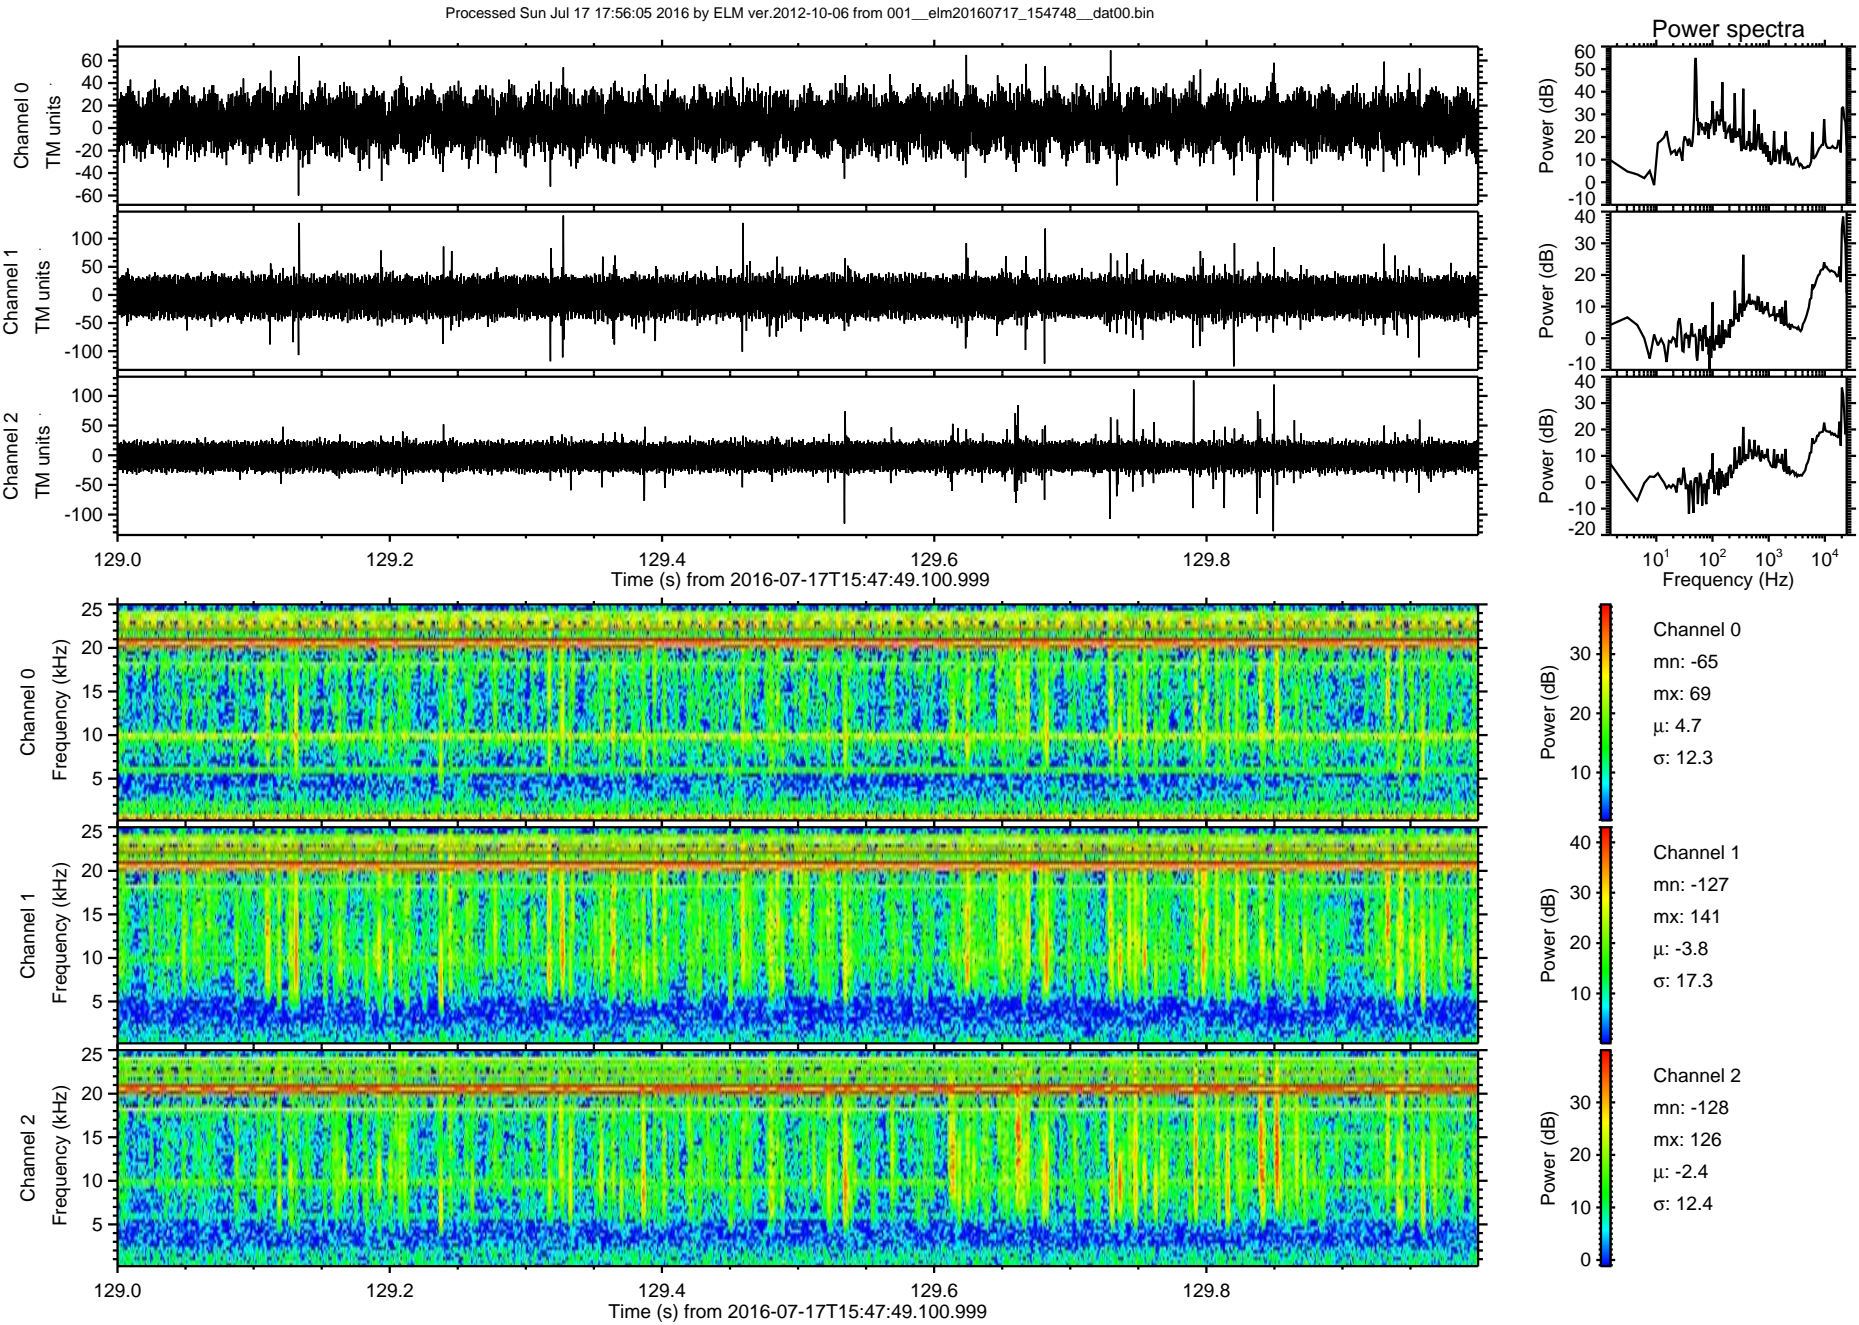 Processed Sun Jul 17 17:56:05 2016 by ELM ver.2012-10-06 from 001__elm20160717_154748__dat00.bin
Power spectra
Channel 0
TM units
60
40
20
0
-20
-40
-60
Power (dB)
60
50
40
30
20
10
0
-10
Channel 1
TM units
100
50
0
-50
-100
Power (dB)
40
30
20
10
0
-10
Channel 2
TM units
100
50
0
-50
-100
Power (dB)
40
30
20
10
0
-10
-20
129.0 129.2 129.4 129.6 129.8
Time (s) from 2016-07-17T15:47:49.100.999
10^1 10^2 10^3 10^4
Frequency (Hz)
Channel 0
Frequency (kHz)
25
20
15
10
5
Power (dB)
30
20
10
Channel 0
mn: -65
mx: 69
μ: 4.7
σ: 12.3
Channel 1
Frequency (kHz)
25
20
15
10
5
Power (dB)
40
30
20
10
Channel 1
mn: -127
mx: 141
μ: -3.8
σ: 17.3
Channel 2
Frequency (kHz)
25
20
15
10
5
Power (dB)
30
20
10
0
Channel 2
mn: -128
mx: 126
μ: -2.4
σ: 12.4
129.0 129.2 129.4 129.6 129.8
Time (s) from 2016-07-17T15:47:49.100.999